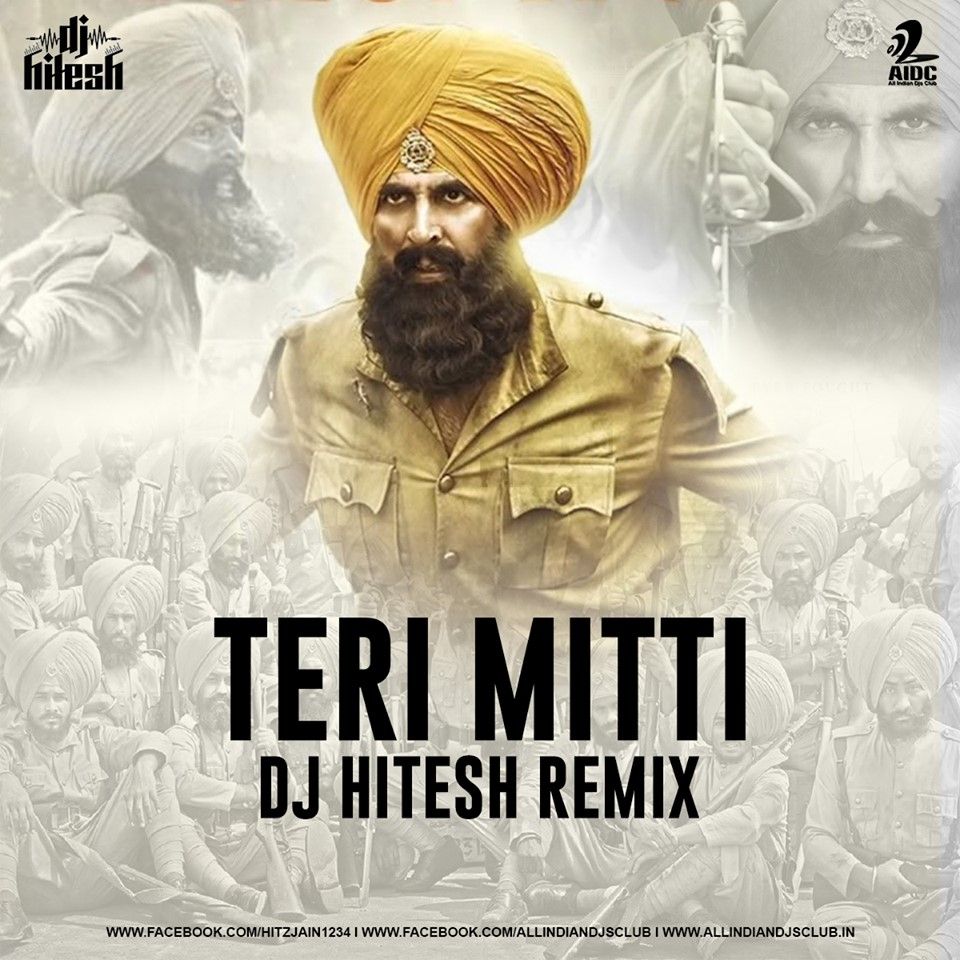 dj
hitesh
AIDC
All Indian Djs Club
TERI MITTI
DJ HITESH REMIX
WWW.FACEBOOK.COM/HITZJAIN1234 I WWW.FACEBOOK.COM/ALLINDIANDJSCLUB I WWW.ALLINDIANDJSCLUB.IN